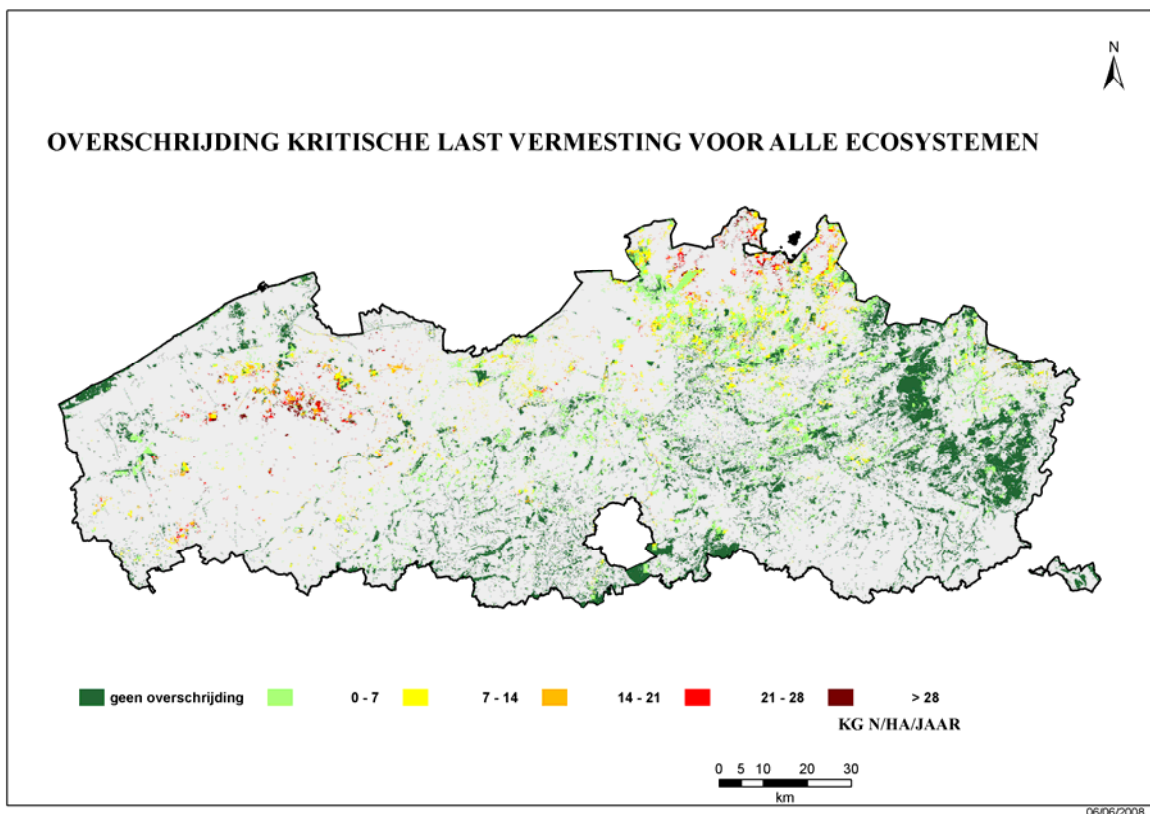 N
OVERSCHRIJDING KRITISCHE LAST VERMESTING VOOR ALLE ECOSYSTEMEN
geen overschrijding 0 - 7 7 - 14 14 - 21 21 - 28 > 28
KG N/HA/JAAR
0 5 10 20 30
km
06/06/2008